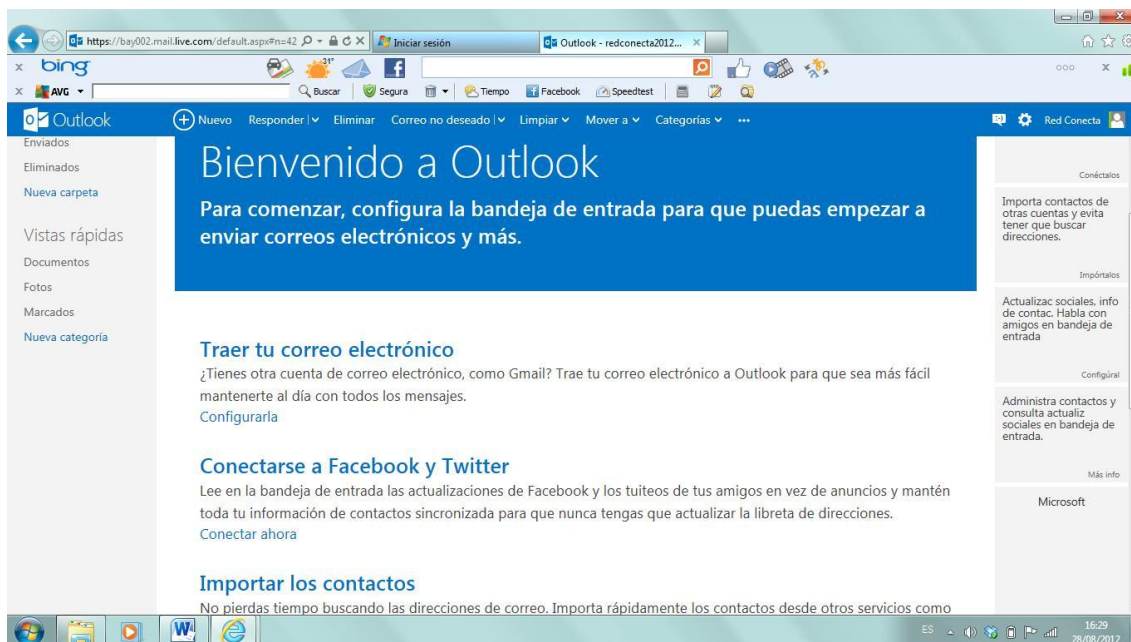 https://bay002.mail.live.com/default.aspx#n=42
Iniciar sesión
Outlook - redconecta2012...
bing
31°
AVG
Buscar
Segura
Tiempo
Facebook
Speedtest
Outlook
Nuevo
Responder
Eliminar
Correo no deseado
Limpiar
Mover a
Categorías
Red Conecta
Enviados
Eliminados
Nueva carpeta
Vistas rápidas
Documentos
Fotos
Marcados
Nueva categoría
Bienvenido a Outlook
Para comenzar, configura la bandeja de entrada para que puedas empezar a
enviar correos electrónicos y más.
Traer tu correo electrónico
¿Tienes otra cuenta de correo electrónico, como Gmail? Trae tu correo electrónico a Outlook para que sea más fácil
mantenerte al día con todos los mensajes.
Configurarla
Conectarse a Facebook y Twitter
Lee en la bandeja de entrada las actualizaciones de Facebook y los tuiteos de tus amigos en vez de anuncios y mantén
toda tu información de contactos sincronizada para que nunca tengas que actualizar la libreta de direcciones.
Conectar ahora
Importar los contactos
No pierdas tiempo buscando las direcciones de correo. Importa rápidamente los contactos desde otros servicios como
Conéctalos
Importa contactos de
otras cuentas y evita
tener que buscar
direcciones.
Impórtalos
Actualizac sociales, info
de contac. Habla con
amigos en bandeja de
entrada
Configúral
Administra contactos y
consulta actualiz
sociales en bandeja de
entrada.
Más info
Microsoft
ES
16:29
28/08/2012